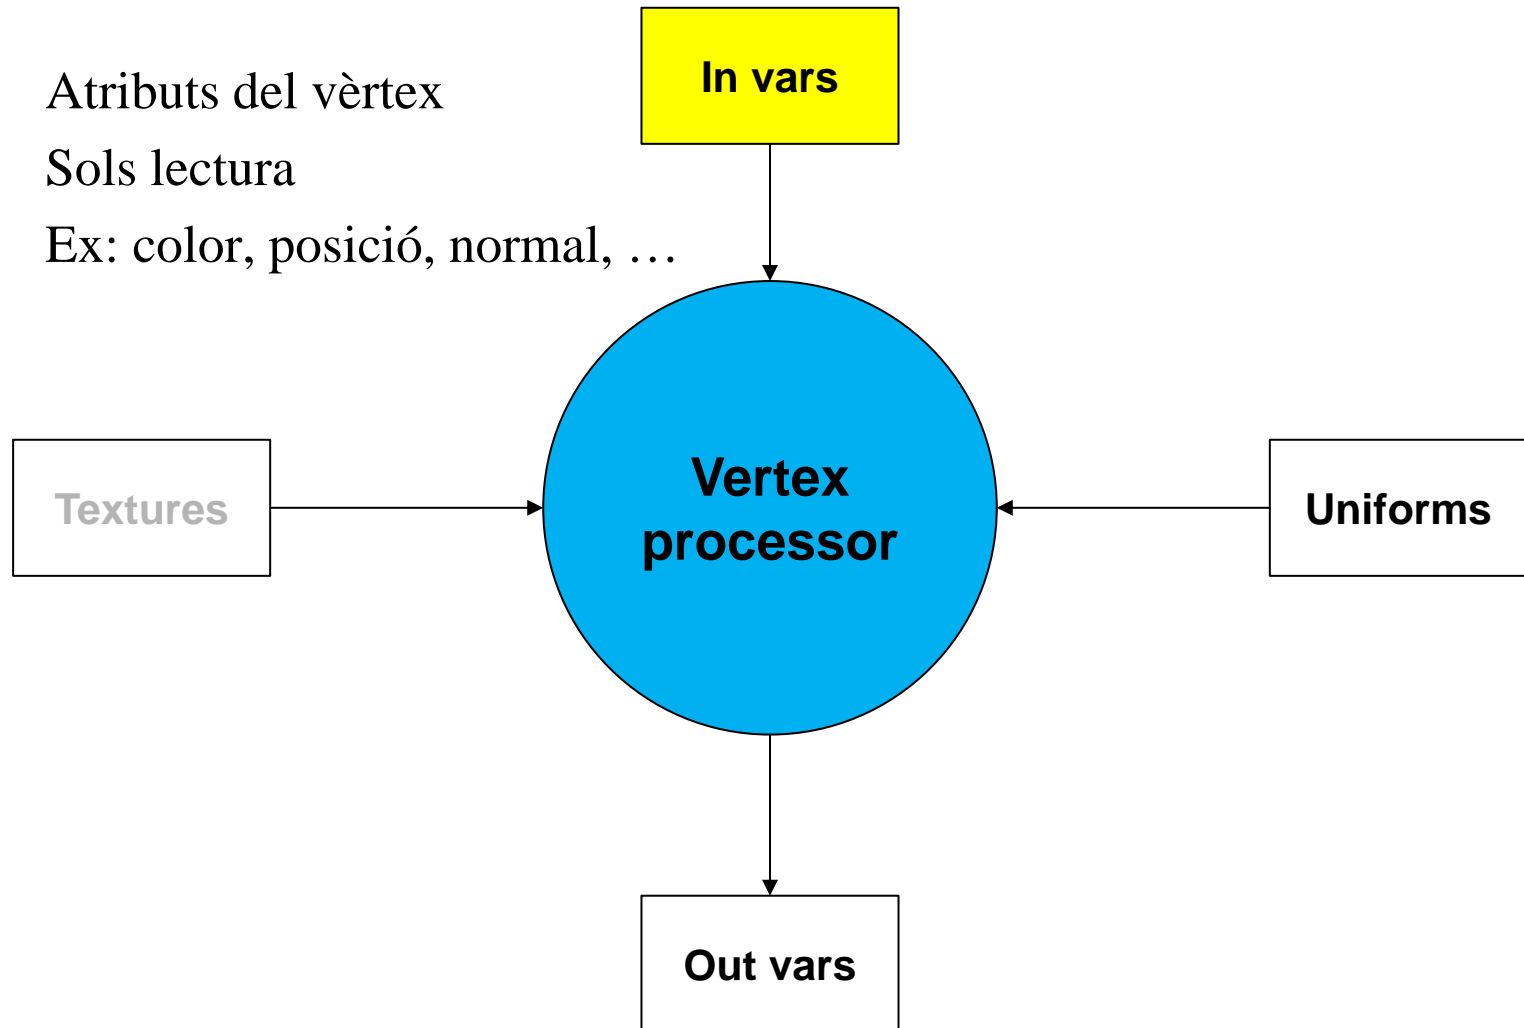 In vars
Atributs del vèrtex
Sols lectura
Ex: color, posició, normal, …
Textures
Vertex
processor
Uniforms
Out vars